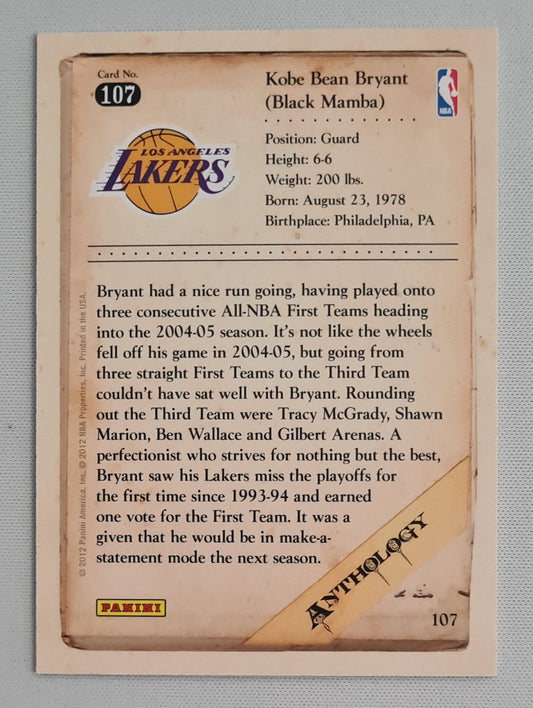 Card No.
107
Kobe Bean Bryant
(Black Mamba)
NBA
LOS ANGELES
LAKERS
Position: Guard
Height: 6-6
Weight: 200 lbs.
Born: August 23, 1978
Birthplace: Philadelphia, PA
Bryant had a nice run going, having played onto
three consecutive All-NBA First Teams heading
into the 2004-05 season. It's not like the wheels
fell off his game in 2004-05, but going from
three straight First Teams to the Third Team
couldn't have sat well with Bryant. Rounding
out the Third Team were Tracy McGrady, Shawn
Marion, Ben Wallace and Gilbert Arenas. A
perfectionist who strives for nothing but the best,
Bryant saw his Lakers miss the playoffs for
the first time since 1993-94 and earned
one vote for the First Team. It was a
given that he would be in make-a-
statement mode the next season.
© 2012 Panini America, Inc. © 2012 NBA Properties, Inc. Printed in the USA.
PANINI
ANTHOLOGY
107